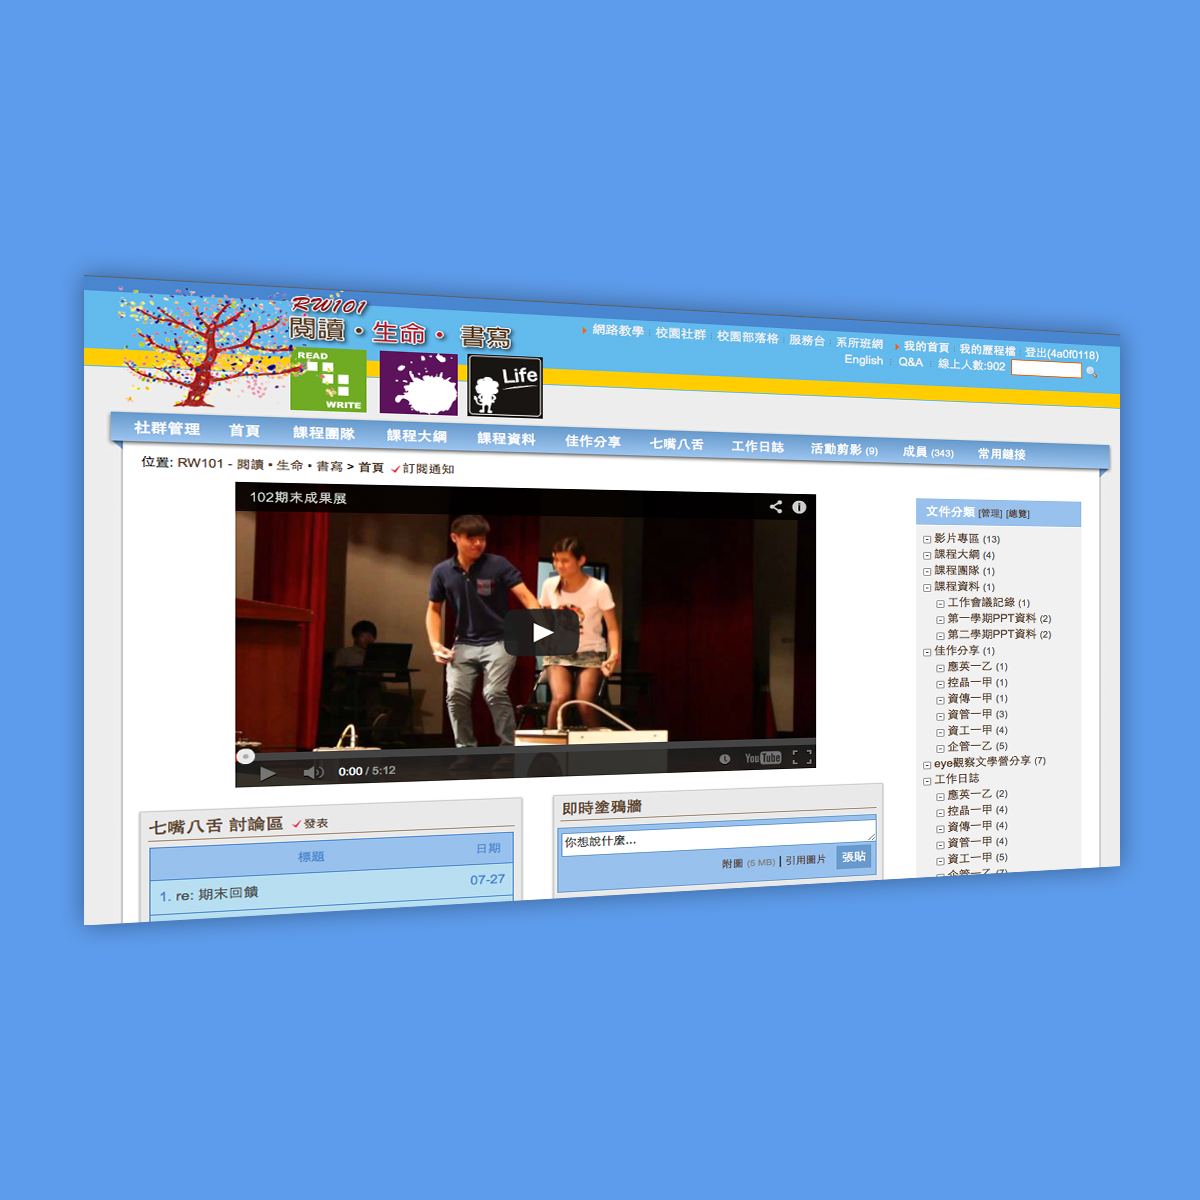 RW101
閱讀・生命・書寫
READ
WRITE
Life
網路教學 校園社群 校園部落格 服務台 系所班網 我的首頁 我的歷程檔 登出(4a0f0118)
English Q&A 線上人數:902
社群管理 首頁 課程團隊 課程大綱 課程資料 佳作分享 七嘴八舌 工作日誌 活動剪影 (9) 成員 (343) 常用鏈接
位置: RW101 - 閱讀・生命・書寫 > 首頁 訂閱通知
102期末成果展
0:00 / 5:12
YouTube
文件分類 [管理] [總覽]
影片專區 (13)
課程大綱 (4)
課程團隊 (1)
課程資料 (1)
工作會議記錄 (1)
第一學期PPT資料 (2)
第二學期PPT資料 (2)
佳作分享 (1)
應英一乙 (1)
控晶一甲 (1)
資傳一甲 (1)
資管一甲 (3)
資工一甲 (4)
企管一乙 (5)
eye觀察文學營分享 (7)
工作日誌
應英一乙 (2)
控晶一甲 (4)
資傳一甲 (4)
資管一甲 (4)
資工一甲 (5)
企管一乙 (7)
七嘴八舌 討論區 發表
標題 日期
1. re: 期末回饋 07-27
即時塗鴉牆
你想說什麼...
附圖 (5 MB) | 引用圖片 張貼